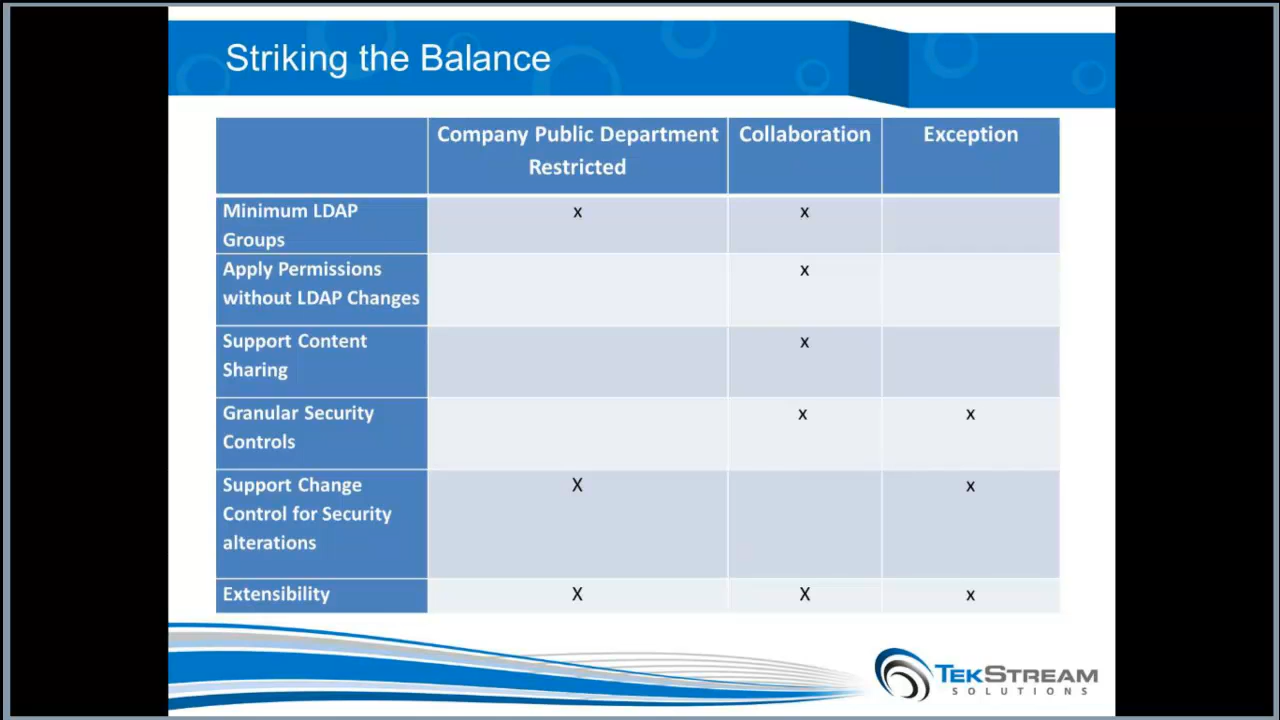 Striking the Balance
Company Public Department Restricted
Collaboration
Exception
Minimum LDAP Groups
x
x
Apply Permissions without LDAP Changes
x
Support Content Sharing
x
Granular Security Controls
x
x
Support Change Control for Security alterations
X
x
Extensibility
X
X
x
TEKSTREAM
SOLUTIONS